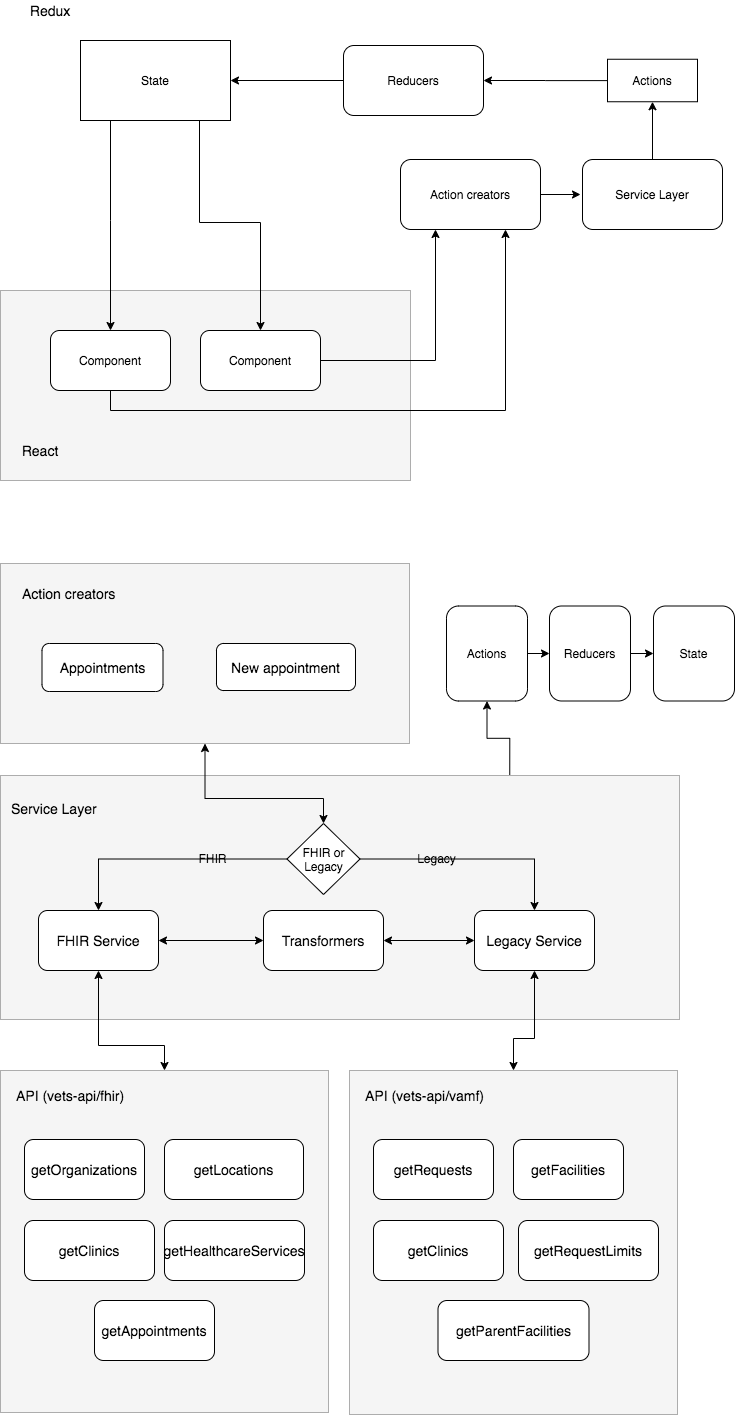 Redux
State
Reducers
Actions
Action creators
Service Layer
Component
Component
React
Action creators
Appointments
New appointment
Actions
Reducers
State
Service Layer
FHIR or
Legacy
FHIR
Legacy
FHIR Service
Transformers
Legacy Service
API (vets-api/fhir)
getOrganizations
getLocations
getClinics
getHealthcareServices
getAppointments
API (vets-api/vamf)
getRequests
getFacilities
getClinics
getRequestLimits
getParentFacilities